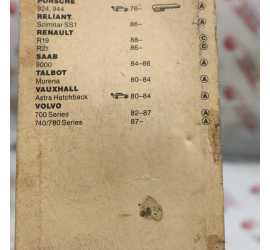 PORSCHE
924, 944 76– A
RELIANT
Scimitar SS1 86– A
RENAULT
R19 88– C
R21 86– C
SAAB
9000 84–86 A
TALBOT
Murena 80–84 A
VAUXHALL
Astra Hatchback 80–84 A
VOLVO
700 Series 82–87 A
740/780 Series 87– A